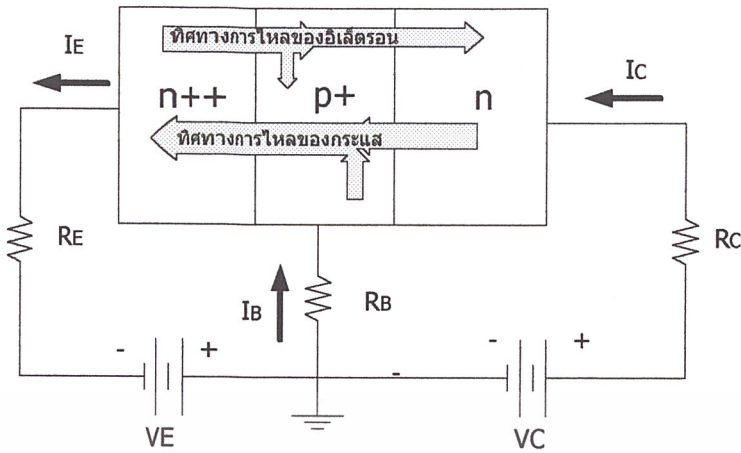 ทิศทางการไหลของอิเล็ตรอน
IE
IC
n++
p+
n
ทิศทางการไหลของกระแส
RE
RC
IB
RB
-
+
-
-
+
VE
VC